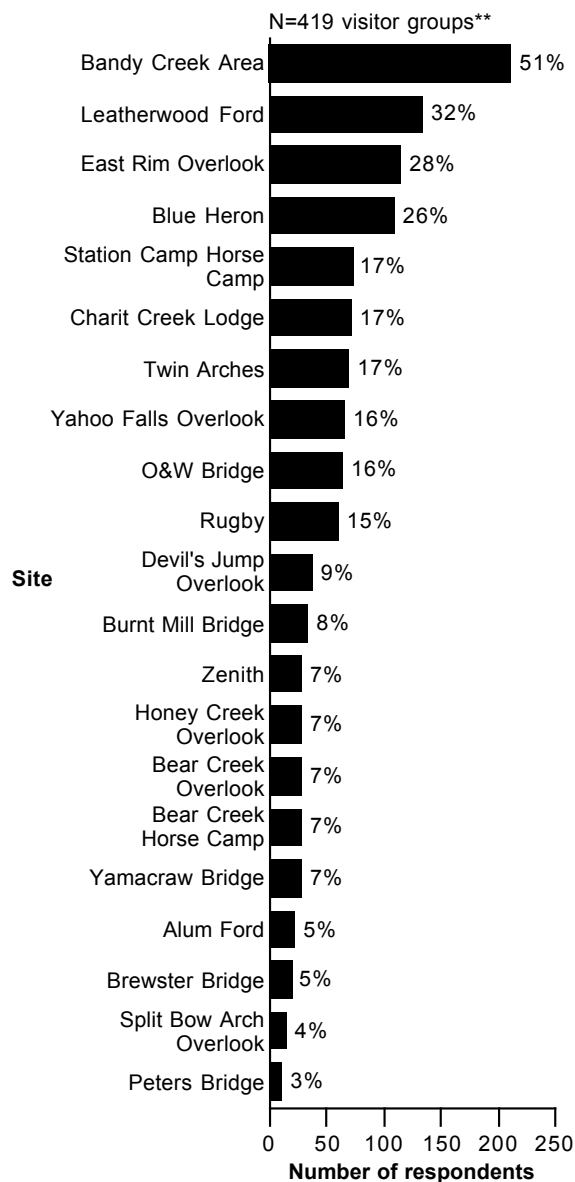 N=419 visitor groups**
Bandy Creek Area 51%
Leatherwood Ford 32%
East Rim Overlook 28%
Blue Heron 26%
Station Camp Horse
Camp 17%
Charit Creek Lodge 17%
Twin Arches 17%
Yahoo Falls Overlook 16%
O&W Bridge 16%
Rugby 15%
Site
Devil's Jump
Overlook 9%
Burnt Mill Bridge 8%
Zenith 7%
Honey Creek
Overlook 7%
Bear Creek
Overlook 7%
Bear Creek
Horse Camp 7%
Yamacraw Bridge 7%
Alum Ford 5%
Brewster Bridge 5%
Split Bow Arch
Overlook 4%
Peters Bridge 3%
0 50 100 150 200 250
Number of respondents